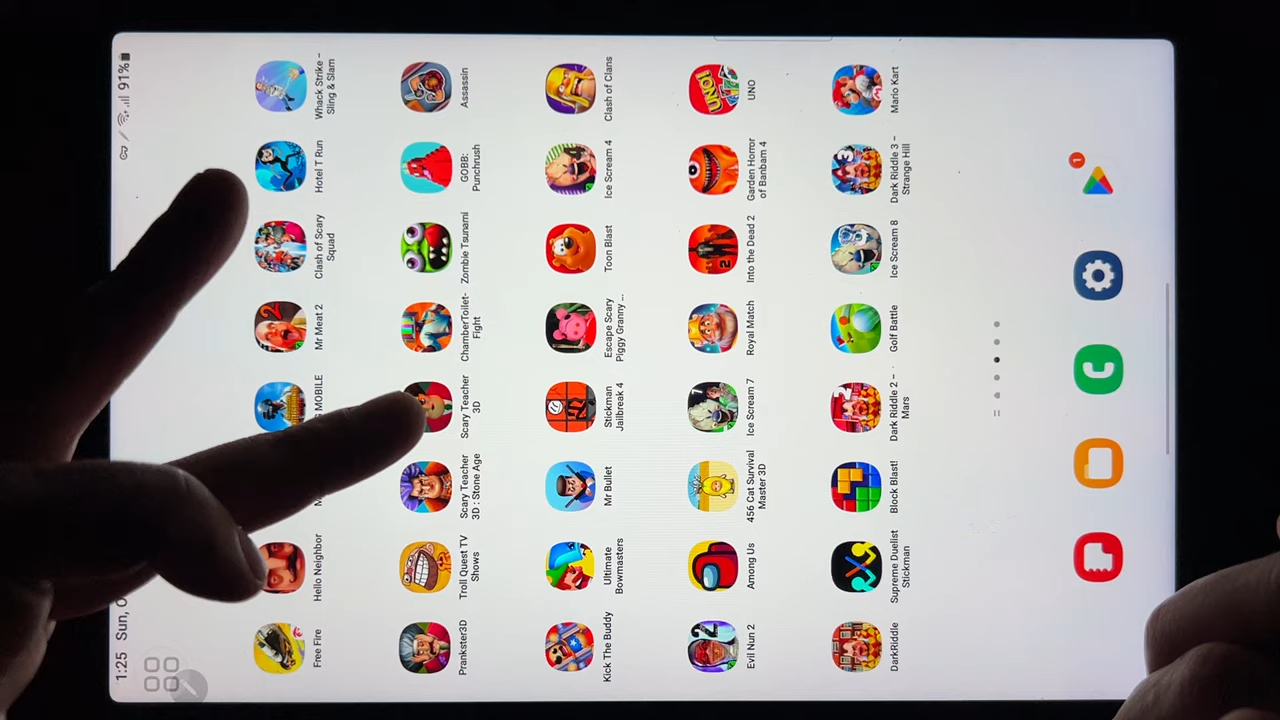 1:25 Sun, O
91%
Free Fire
Hello Neighbor
M
MOBILE
Mr Meat 2
Clash of Scary
Squad
Hotel T Run
Whack Strike –
Sling & Slam
Prankster3D
Troll Quest TV
Shows
Scary Teacher
3D : Stone Age
Scary Teacher
3D
ChamberToilet-
Fight
Zombie Tsunami
GOBB:
Punchrush
Assassin
Kick The Buddy
Ultimate
Bowmasters
Mr Bullet
Stickman
Jailbreak 4
Escape Scary
Piggy Granny ...
Toon Blast
Ice Scream 4
Clash of Clans
Evil Nun 2
Among Us
456 Cat Survival
Master 3D
Ice Scream 7
Royal Match
Into the Dead 2
Garden Horror
of Banbam 4
UNO
DarkRiddle
Supreme Duelist
Stickman
Block Blast!
Dark Riddle 2 –
Mars
Golf Battle
Ice Scream 8
Dark Riddle 3 –
Strange Hill
Mario Kart
1